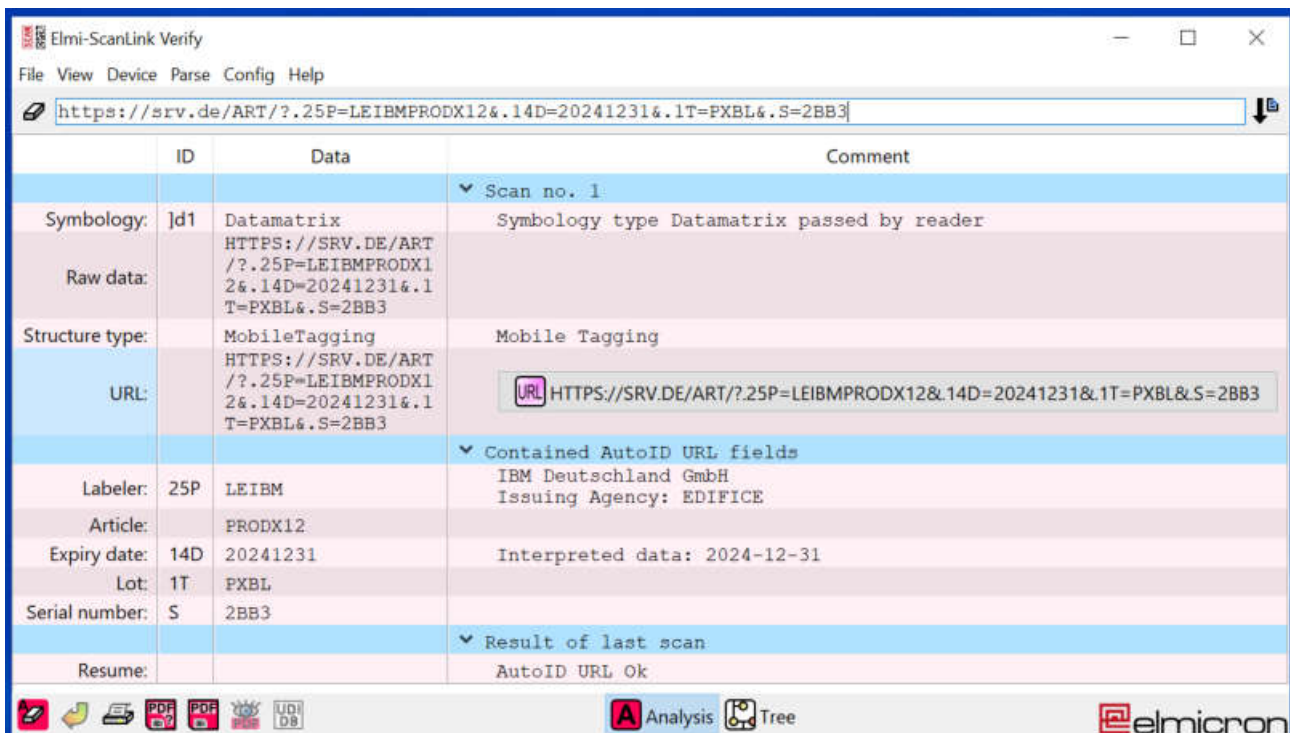 Elmi-ScanLink Verify
File View Device Parse Config Help
https://srv.de/ART/?.25P=LEIBMPRODX12&.14D=20241231&.1T=PXBL&.S=2BB3
ID Data Comment
Scan no. 1
Symbology: ]d1 Datamatrix Symbology type Datamatrix passed by reader
HTTPS://SRV.DE/ART
/?.25P=LEIBMPRODX1
Raw data:
2&.14D=20241231&.1
T=PXBL&.S=2BB3
Structure type: MobileTagging Mobile Tagging
HTTPS://SRV.DE/ART
/?.25P=LEIBMPRODX1
URL: URL HTTPS://SRV.DE/ART/?.25P=LEIBMPRODX12&.14D=20241231&.1T=PXBL&.S=2BB3
2&.14D=20241231&.1
T=PXBL&.S=2BB3
Contained AutoID URL fields
Labeler: 25P LEIBM IBM Deutschland GmbH
Issuing Agency: EDIFICE
Article: PRODX12
Expiry date: 14D 20241231 Interpreted data: 2024-12-31
Lot: 1T PXBL
Serial number: S 2BB3
Result of last scan
Resume: AutoID URL Ok
A PDF ? PDF PDF UDI DB A Analysis Tree elmicron